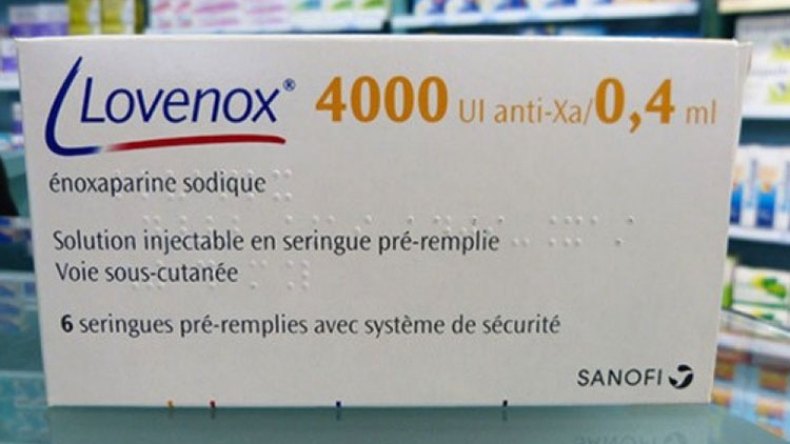 Lovenox® 4000 UI anti-Xa/0,4 ml
énoxaparine sodique
Solution injectable en seringue pré-remplie
Voie sous-cutanée
6 seringues pré-remplies avec système de sécurité
SANOFI